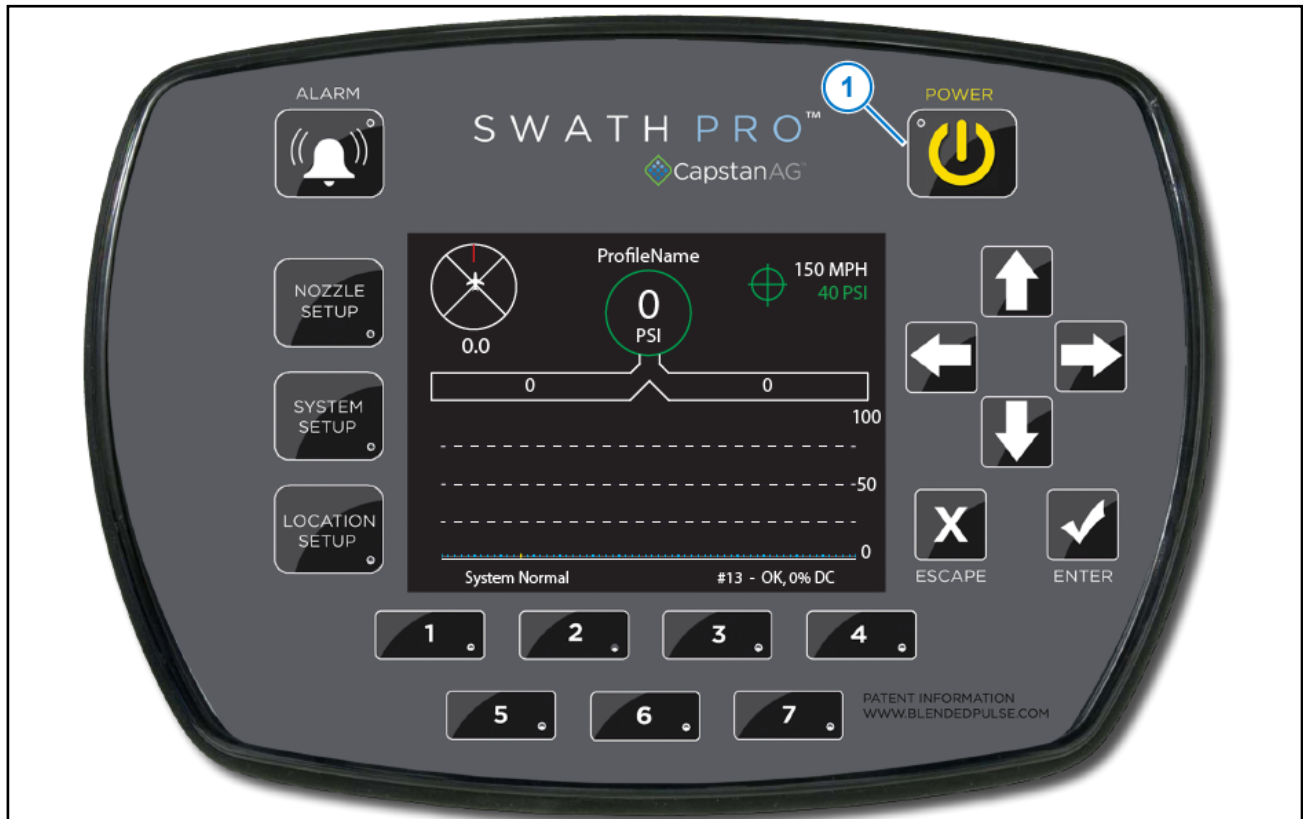 ALARM
1
POWER
SWATH PRO™
CapstanAG™
NOZZLE
SETUP
SYSTEM
SETUP
LOCATION
SETUP
ProfileName
0
PSI
150 MPH
40 PSI
0.0
0
0
100
50
0
System Normal
#13 - OK, 0% DC
X
ESCAPE
ENTER
1
2
3
4
5
6
7
PATENT INFORMATION
WWW.BLENDEDPULSE.COM